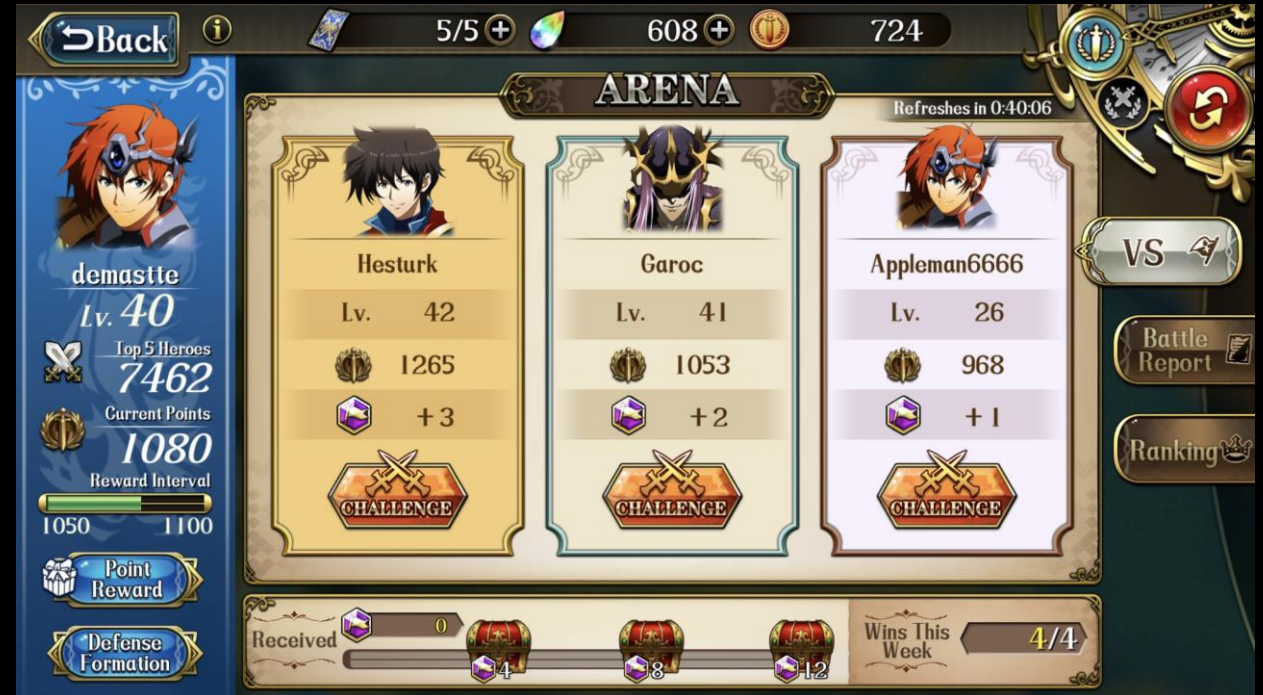 Back
5/5
608
724
ARENA
Refreshes in 0:40:06
demastte
Lv. 40
Top 5 Heroes
7462
Current Points
1080
Reward Interval
1050 1100
Point
Reward
Defense
Formation
Hesturk
Lv. 42
1265
+3
CHALLENGE
Garoc
Lv. 41
1053
+2
CHALLENGE
Appleman6666
Lv. 26
968
+1
CHALLENGE
VS
Battle
Report
Ranking
Received
0
4
8
12
Wins This
Week
4/4